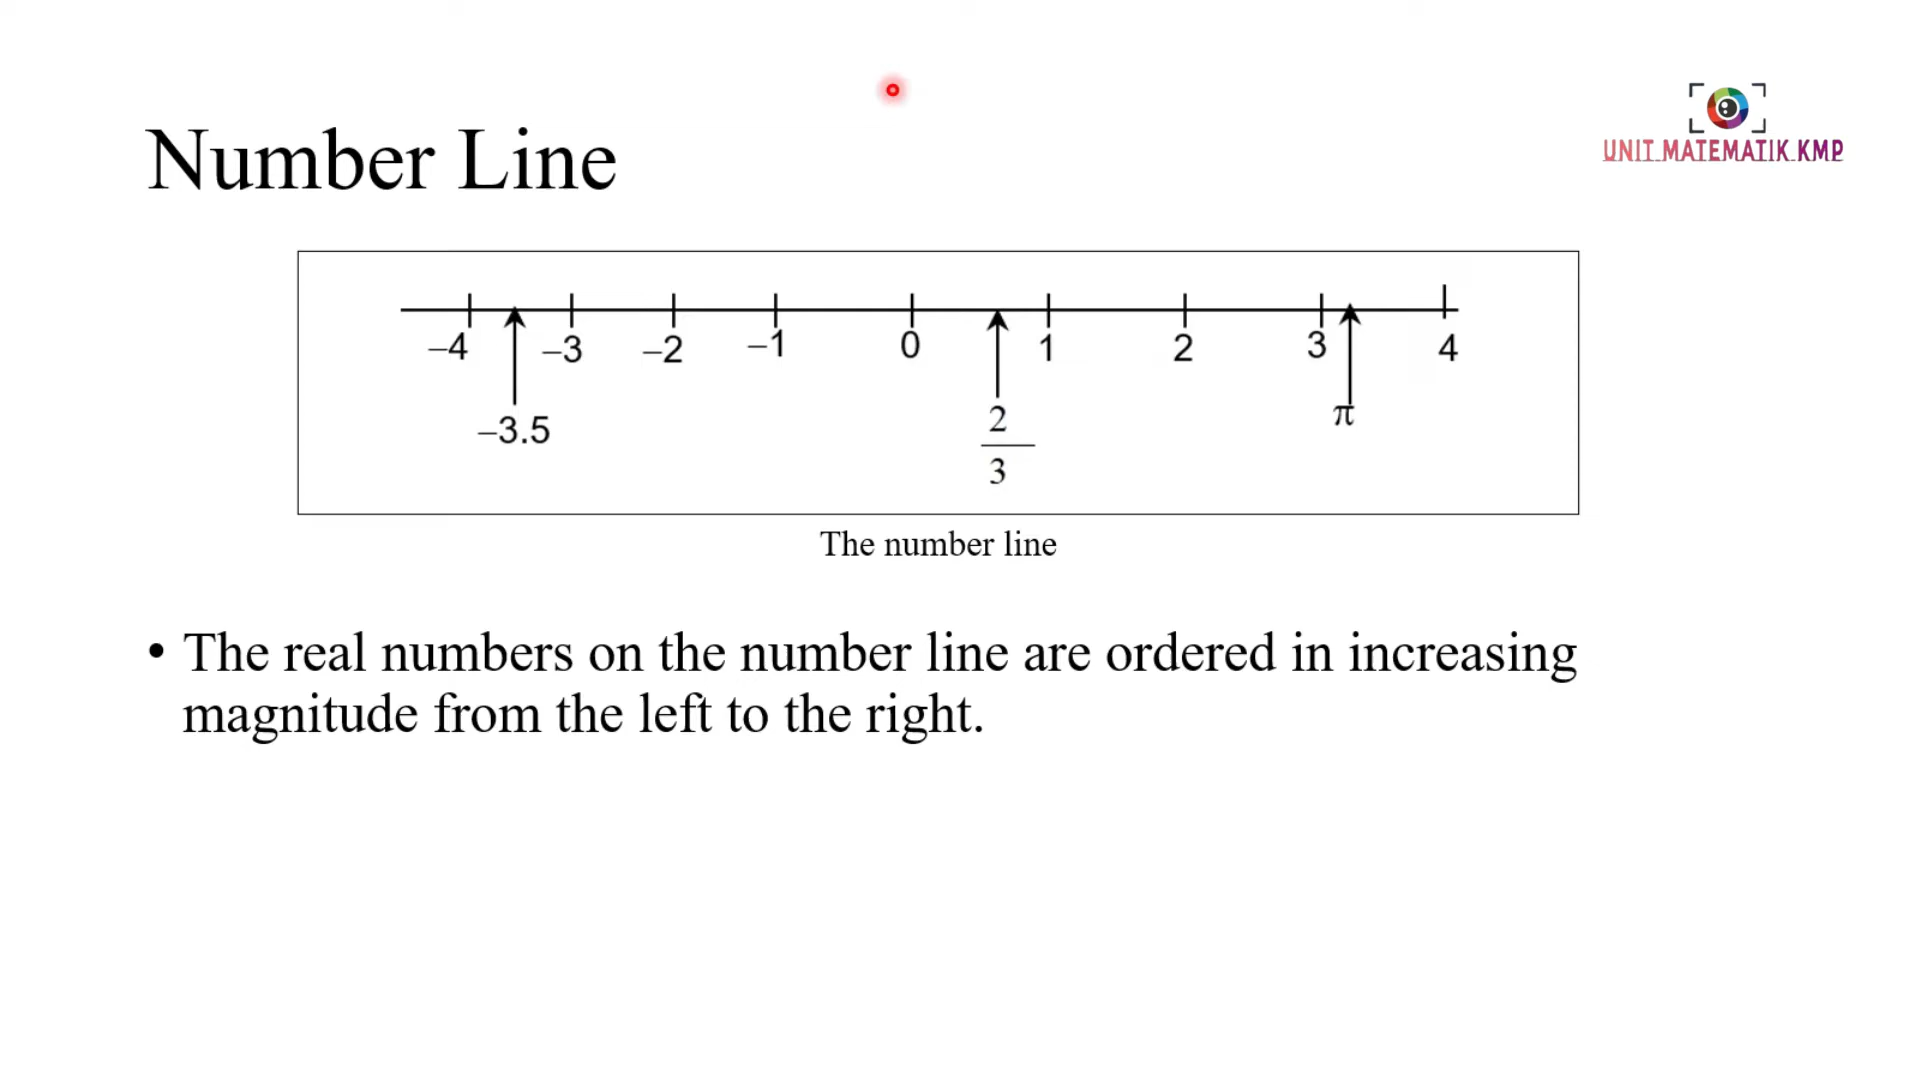 UNIT.MATEMATIK.KMP
Number Line
–4 –3 –2 –1 0 1 2 3 4
–3.5 2/3 π
The number line
• The real numbers on the number line are ordered in increasing
magnitude from the left to the right.